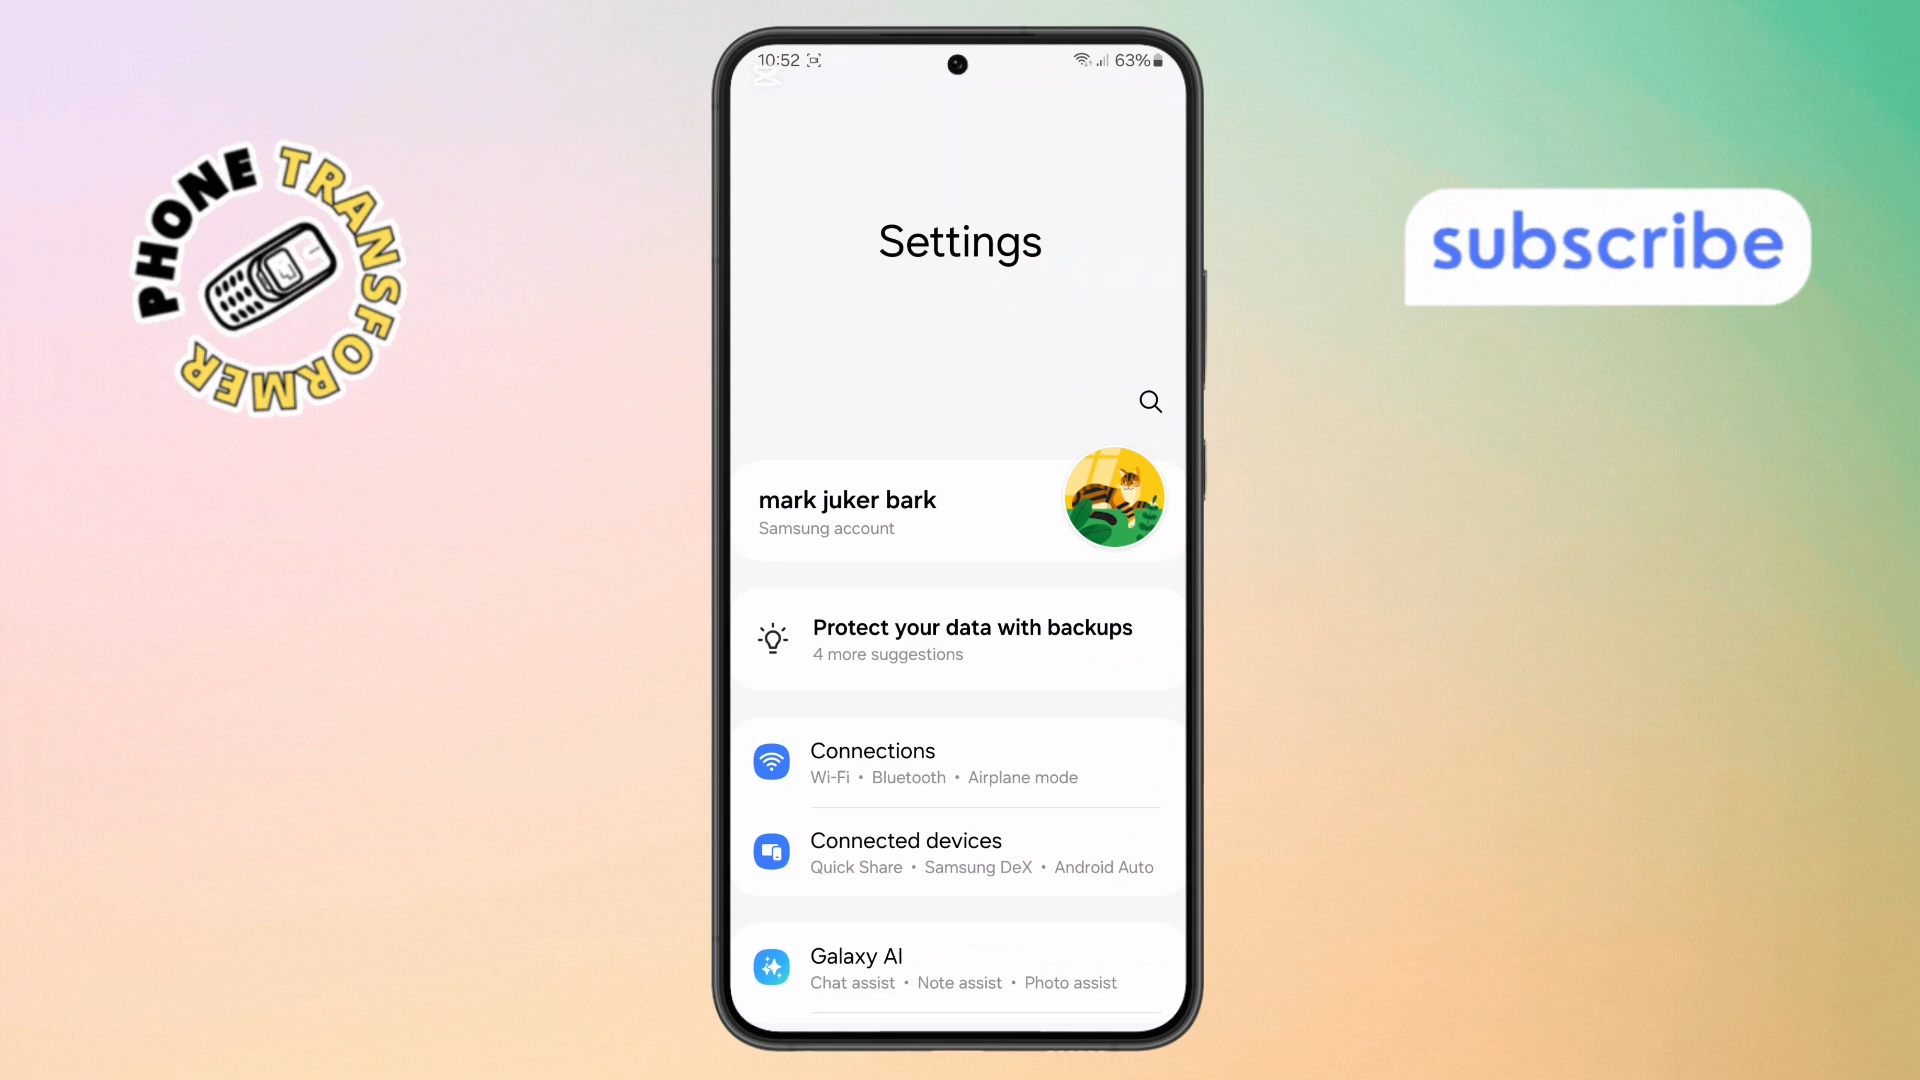 PHONE TRANSFORMER
subscribe
10:52
63%
Settings
mark juker bark
Samsung account
Protect your data with backups
4 more suggestions
Connections
Wi-Fi • Bluetooth • Airplane mode
Connected devices
Quick Share • Samsung DeX • Android Auto
Galaxy AI
Chat assist • Note assist • Photo assist